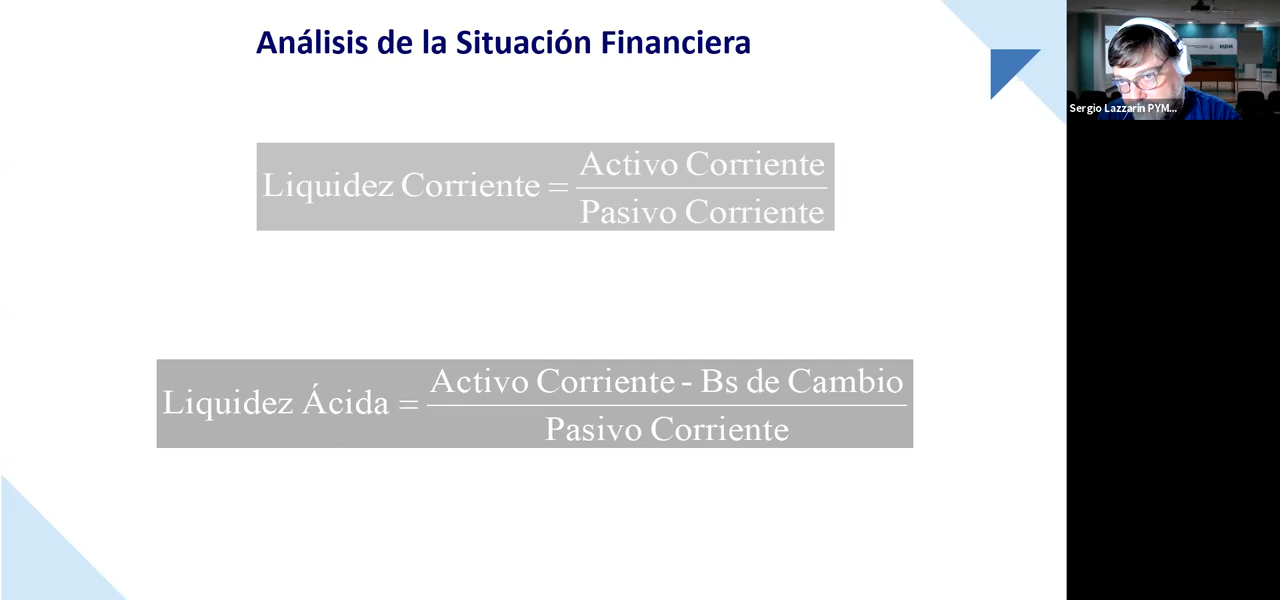 Análisis de la Situación Financiera
Liquidez Corriente = Activo Corriente
Pasivo Corriente
Liquidez Ácida = Activo Corriente - Bs de Cambio
Pasivo Corriente
Sergio Lazzarin PYM...